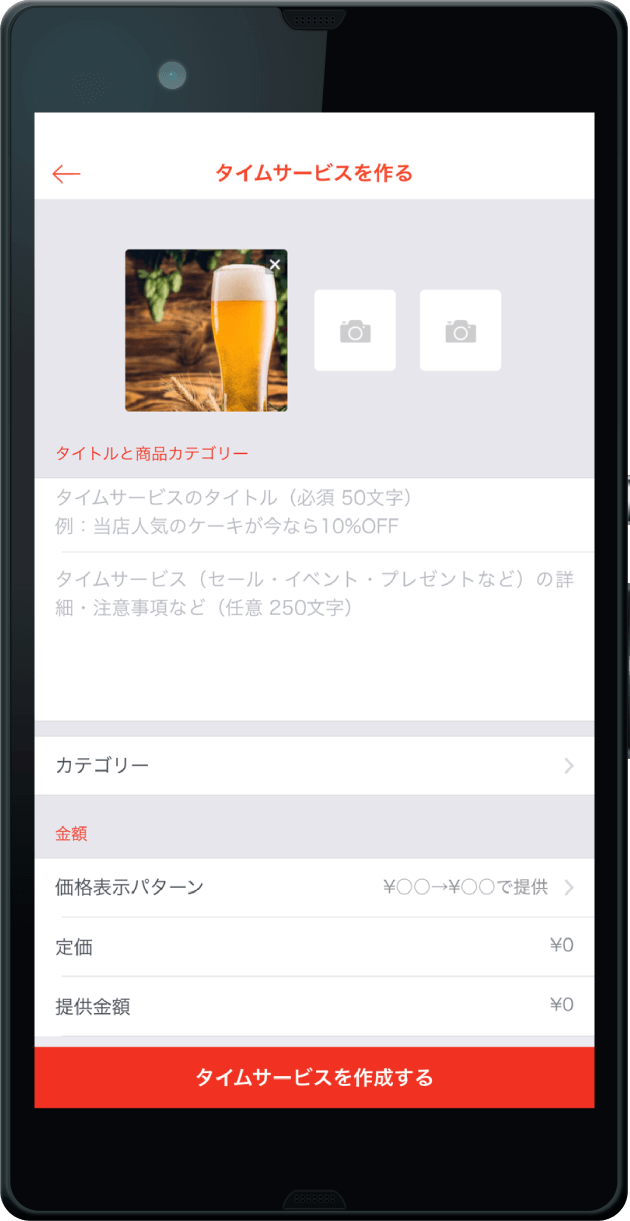 タイムサービスを作る
タイトルと商品カテゴリー
タイムサービスのタイトル（必須 50文字）
例：当店人気のケーキが今なら10%OFF
タイムサービス（セール・イベント・プレゼントなど）の詳
細・注意事項など（任意 250文字）
カテゴリー
金額
価格表示パターン ¥〇〇→¥〇〇で提供
定価 ¥0
提供金額 ¥0
タイムサービスを作成する